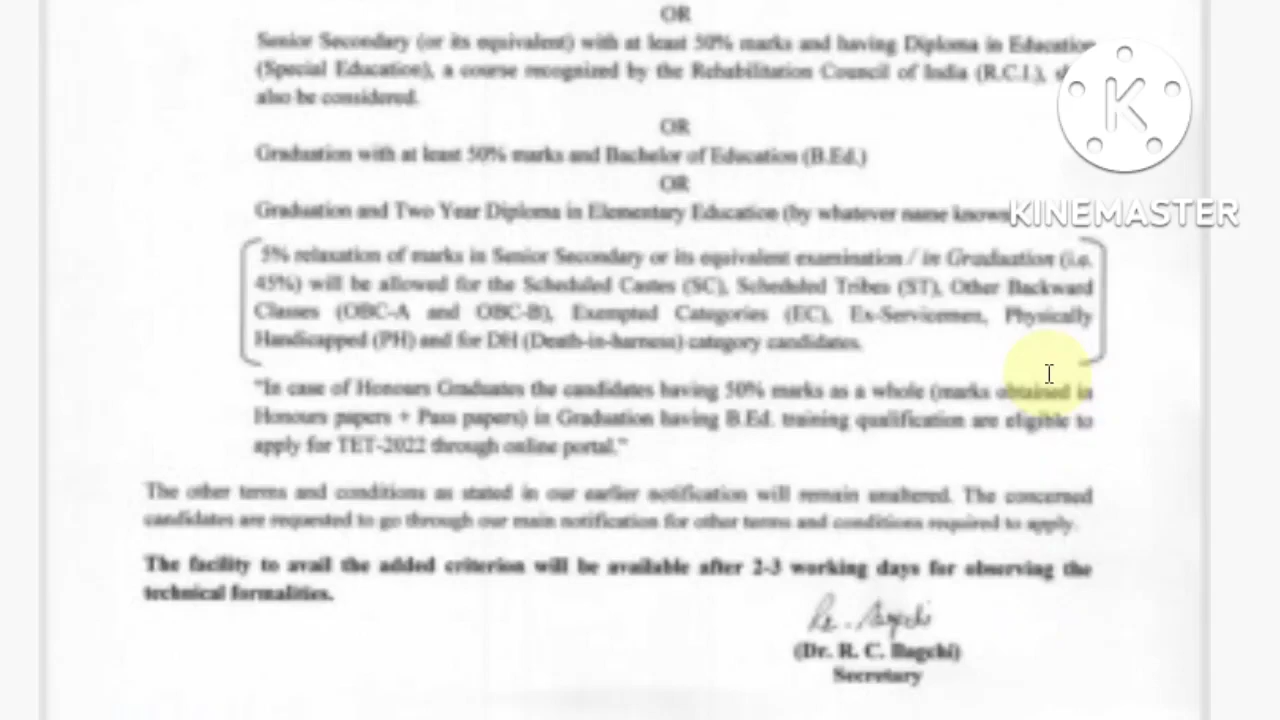 OR
Senior Secondary (or its equivalent) with at least 50% marks and having Diploma in Education
(Special Education), a course recognized by the Rehabilitation Council of India (R.C.I.),
also be considered.
OR
Graduation with at least 50% marks and Bachelor of Education (B.Ed.)
OR
Graduation and Two Year Diploma in Elementary Education (by whatever name known
KINEMASTER
5% relaxation of marks in Senior Secondary or its equivalent examination / in Graduation (i.e.
45%) will be allowed for the Scheduled Castes (SC), Scheduled Tribes (ST), Other Backward
Classes (OBC-A and OBC-B), Exempted Categories (EC), Ex-Servicemen, Physically
Handicapped (PH) and for DH (Death-in-harness) category candidates.
"In case of Honours Graduates the candidates having 50% marks as a whole (marks obtained in
Honours papers + Pass papers) in Graduation having B.Ed. training qualification are eligible to
apply for TET-2022 through online portal."
The other terms and conditions as stated in our earlier notification will remain unaltered. The concerned
candidates are requested to go through our main notification for other terms and conditions required to apply.
The facility to avail the added criterion will be available after 2-3 working days for observing the
technical formalities.
(Dr. R. C. Bagchi)
Secretary